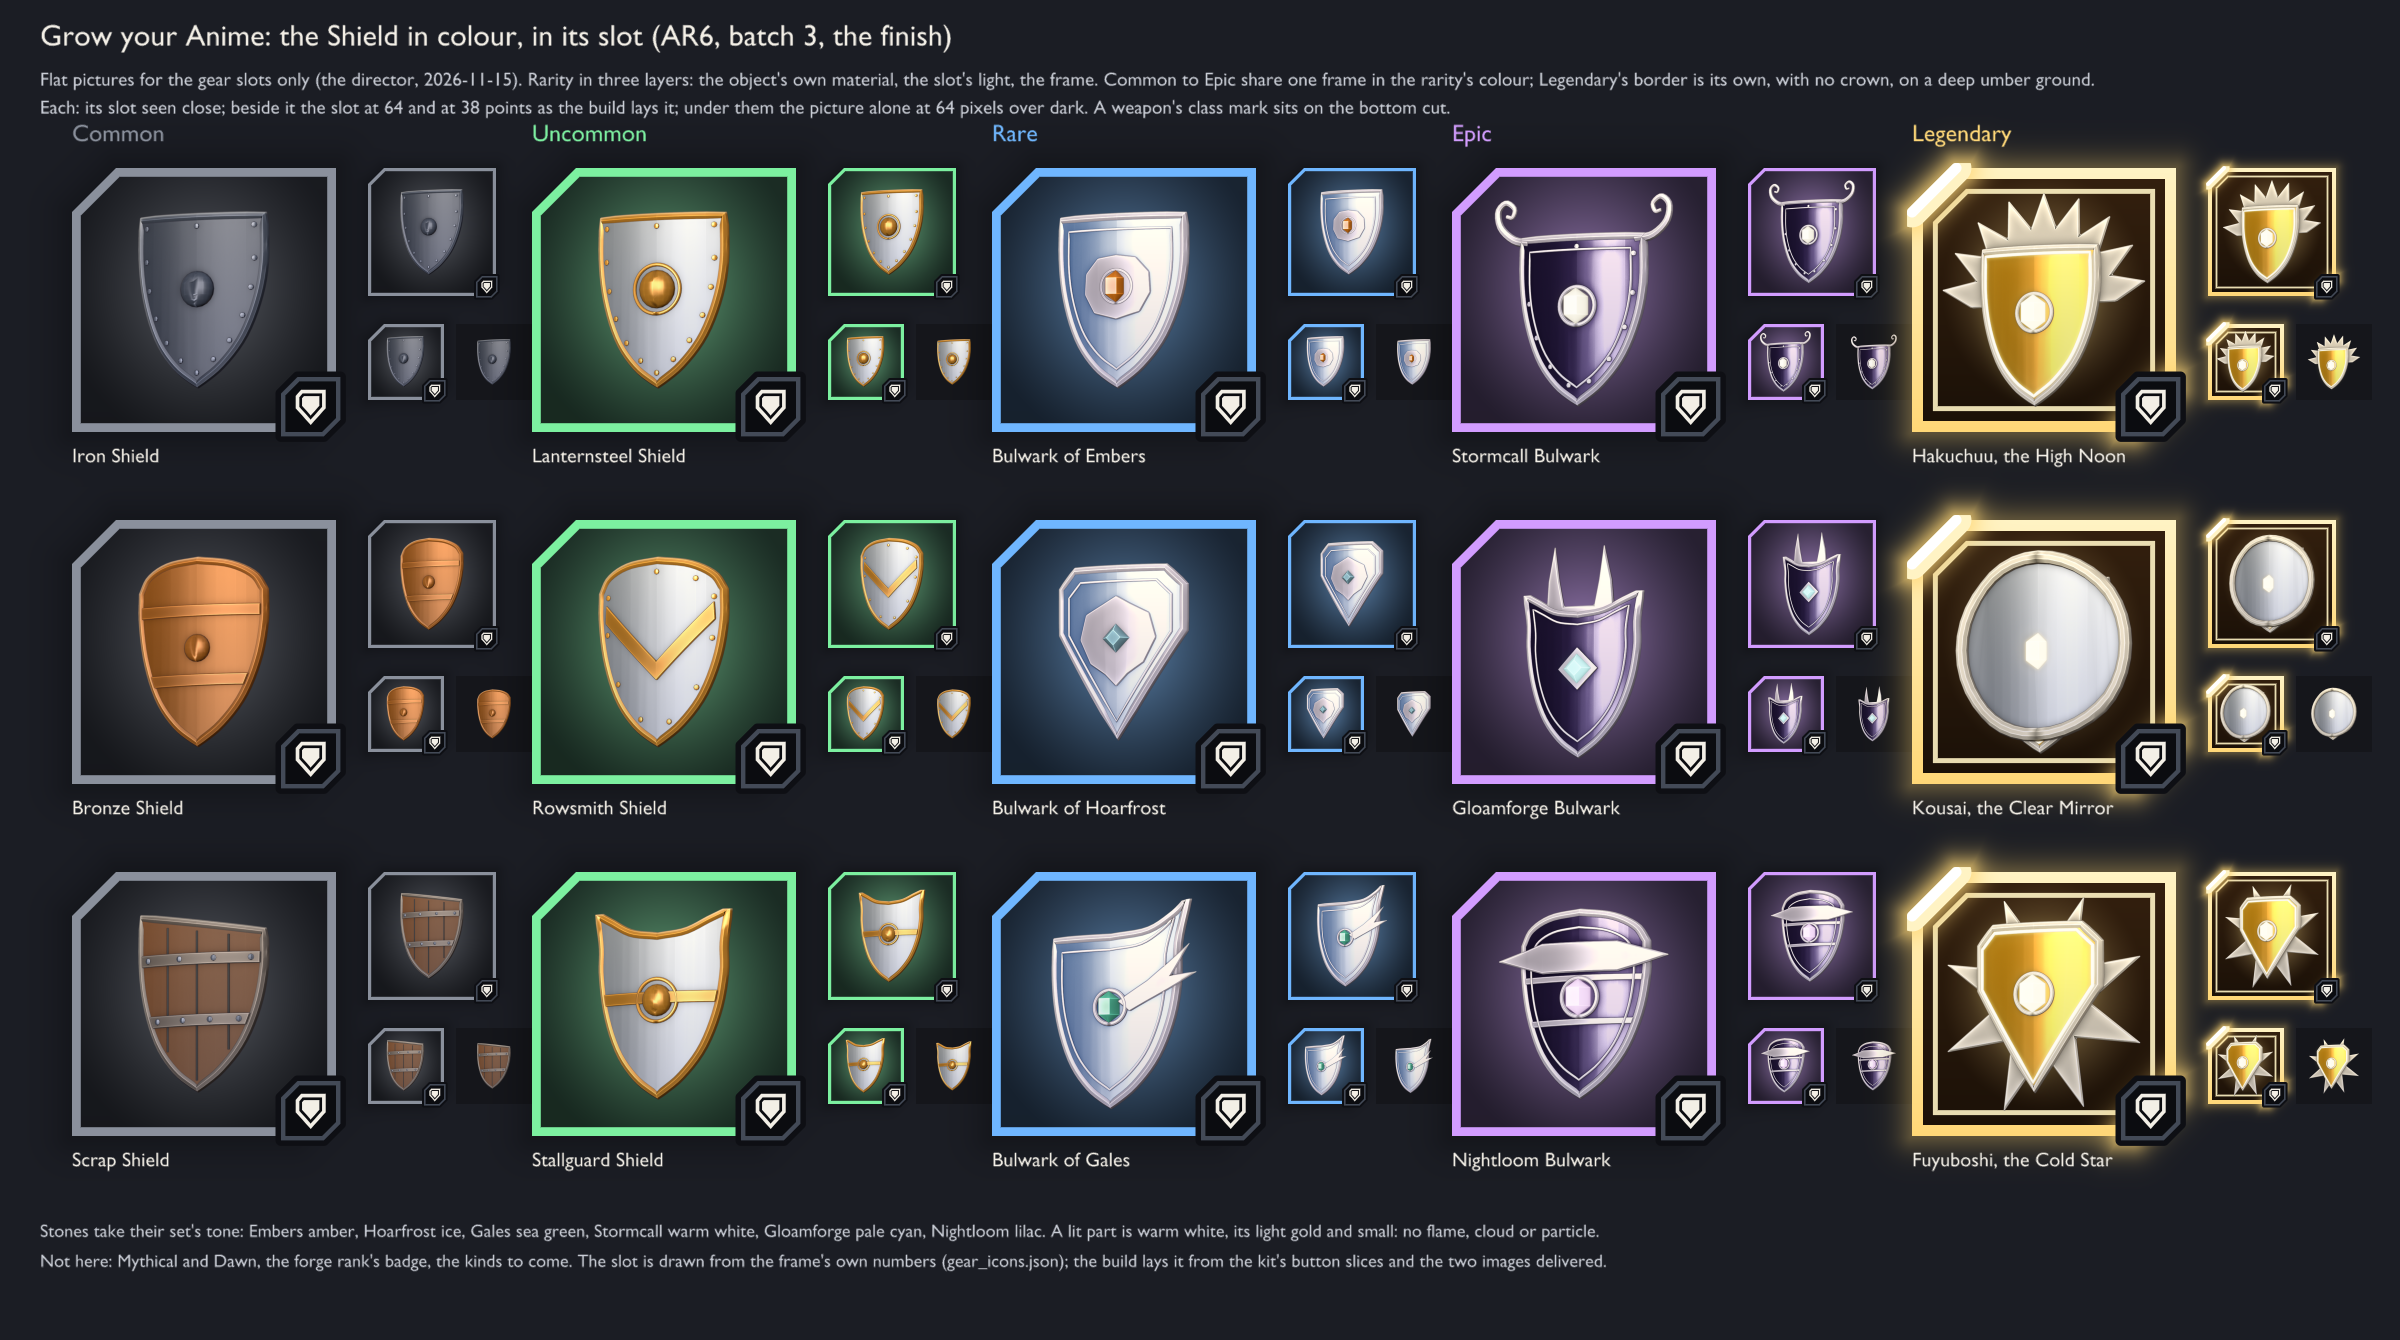 Grow your Anime: the Shield in colour, in its slot (AR6, batch 3, the finish)
Flat pictures for the gear slots only (the director, 2026-11-15). Rarity in three layers: the object's own material, the slot's light, the frame. Common to Epic share one frame in the rarity's colour; Legendary's border is its own, with no crown, on a deep umber ground.
Each: its slot seen close; beside it the slot at 64 and at 38 points as the build lays it; under them the picture alone at 64 pixels over dark. A weapon's class mark sits on the bottom cut.
Common Uncommon Rare Epic Legendary
Iron Shield Lanternsteel Shield Bulwark of Embers Stormcall Bulwark Hakuchuu, the High Noon
Bronze Shield Rowsmith Shield Bulwark of Hoarfrost Gloamforge Bulwark Kousai, the Clear Mirror
Scrap Shield Stallguard Shield Bulwark of Gales Nightloom Bulwark Fuyuboshi, the Cold Star
Stones take their set's tone: Embers amber, Hoarfrost ice, Gales sea green, Stormcall warm white, Gloamforge pale cyan, Nightloom lilac. A lit part is warm white, its light gold and small: no flame, cloud or particle.
Not here: Mythical and Dawn, the forge rank's badge, the kinds to come. The slot is drawn from the frame's own numbers (gear_icons.json); the build lays it from the kit's button slices and the two images delivered.